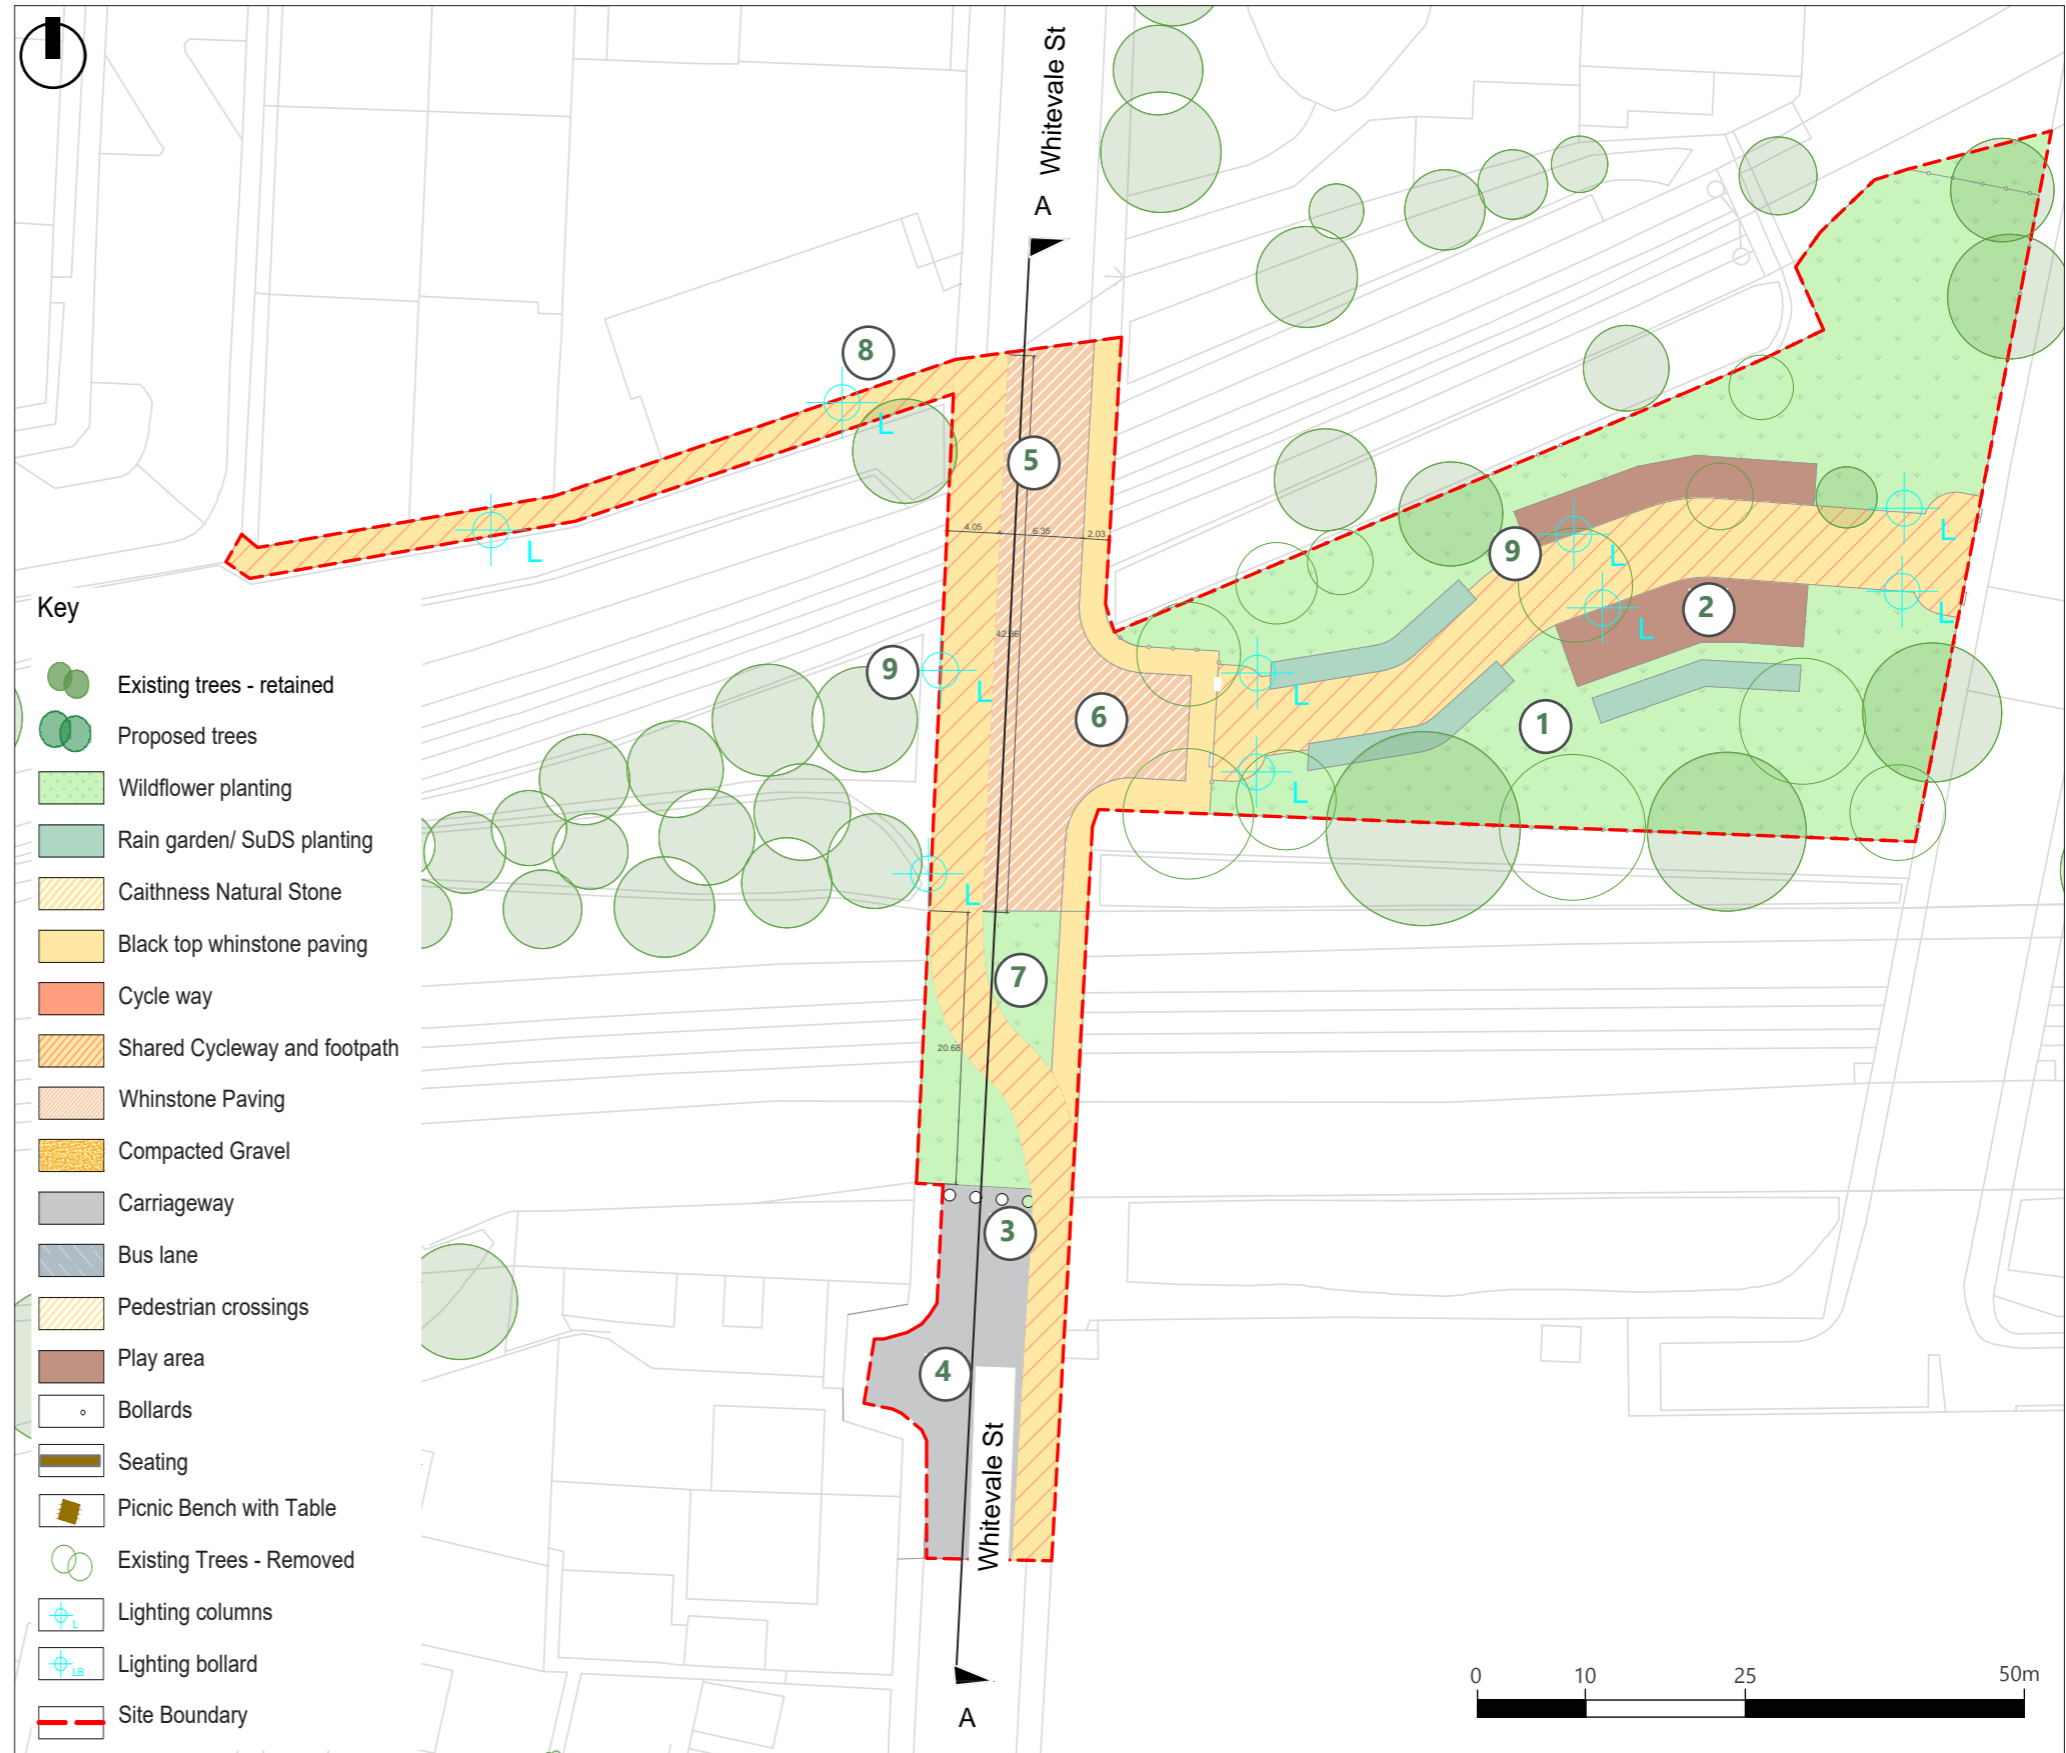 Whitevale St
A
8
5
4.05
6.35
2.03
9
L
L
L
L
2
L
L
L
42.36
9
L
6
L
1
L
L
7
20.68
3
4
Whitevale St
A
Key
Existing trees - retained
Proposed trees
Wildflower planting
Rain garden/ SuDS planting
Caithness Natural Stone
Black top whinstone paving
Cycle way
Shared Cycleway and footpath
Whinstone Paving
Compacted Gravel
Carriageway
Bus lane
Pedestrian crossings
Play area
Bollards
Seating
Picnic Bench with Table
Existing Trees - Removed
L
Lighting columns
LB
Lighting bollard
Site Boundary
0 10 25 50m